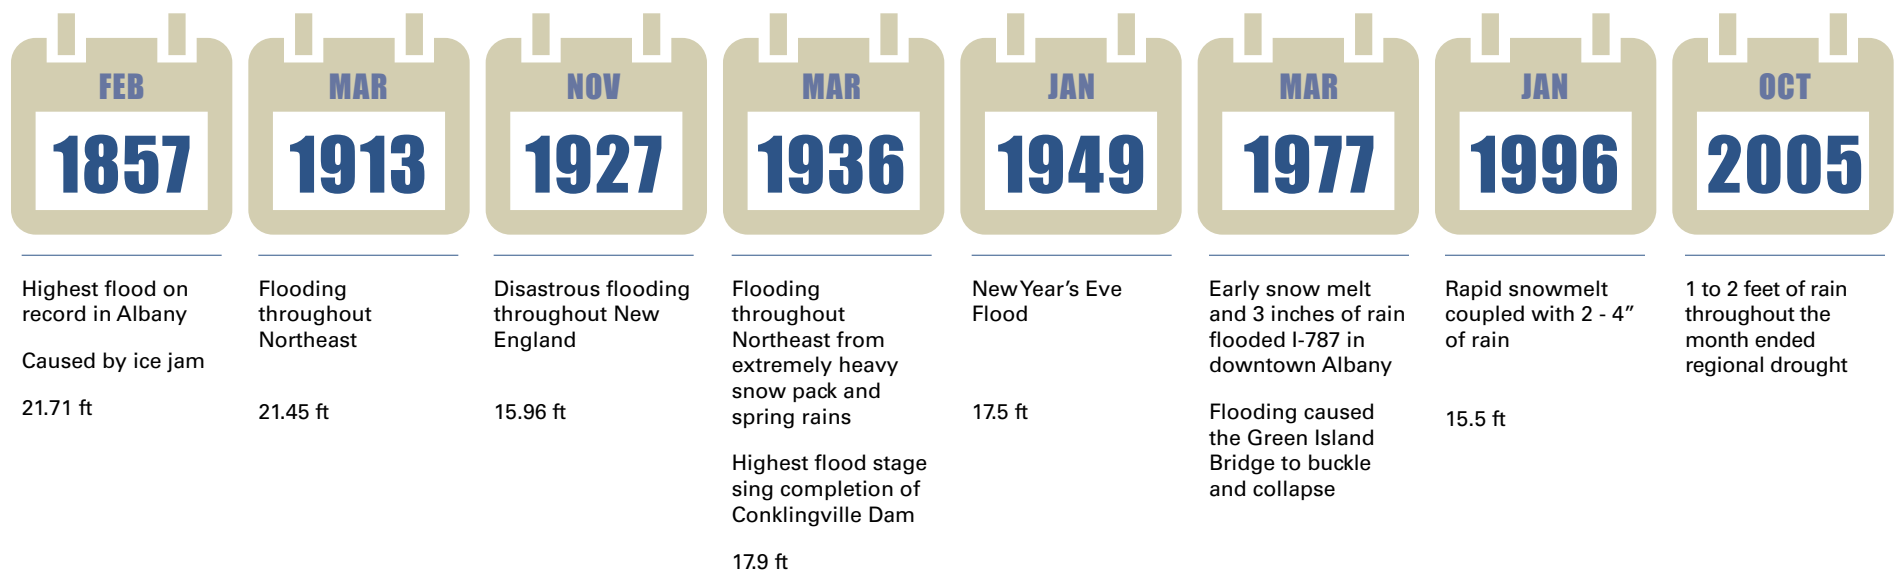 FEB
1857
Highest flood on
record in Albany
Caused by ice jam
21.71 ft
MAR
1913
Flooding
throughout
Northeast
21.45 ft
NOV
1927
Disastrous flooding
throughout New
England
15.96 ft
MAR
1936
Flooding
throughout
Northeast from
extremely heavy
snow pack and
spring rains
Highest flood stage
sing completion of
Conklingville Dam
17.9 ft
JAN
1949
New Year's Eve
Flood
17.5 ft
MAR
1977
Early snow melt
and 3 inches of rain
flooded I-787 in
downtown Albany
Flooding caused
the Green Island
Bridge to buckle
and collapse
JAN
1996
Rapid snowmelt
coupled with 2 - 4”
of rain
15.5 ft
OCT
2005
1 to 2 feet of rain
throughout the
month ended
regional drought